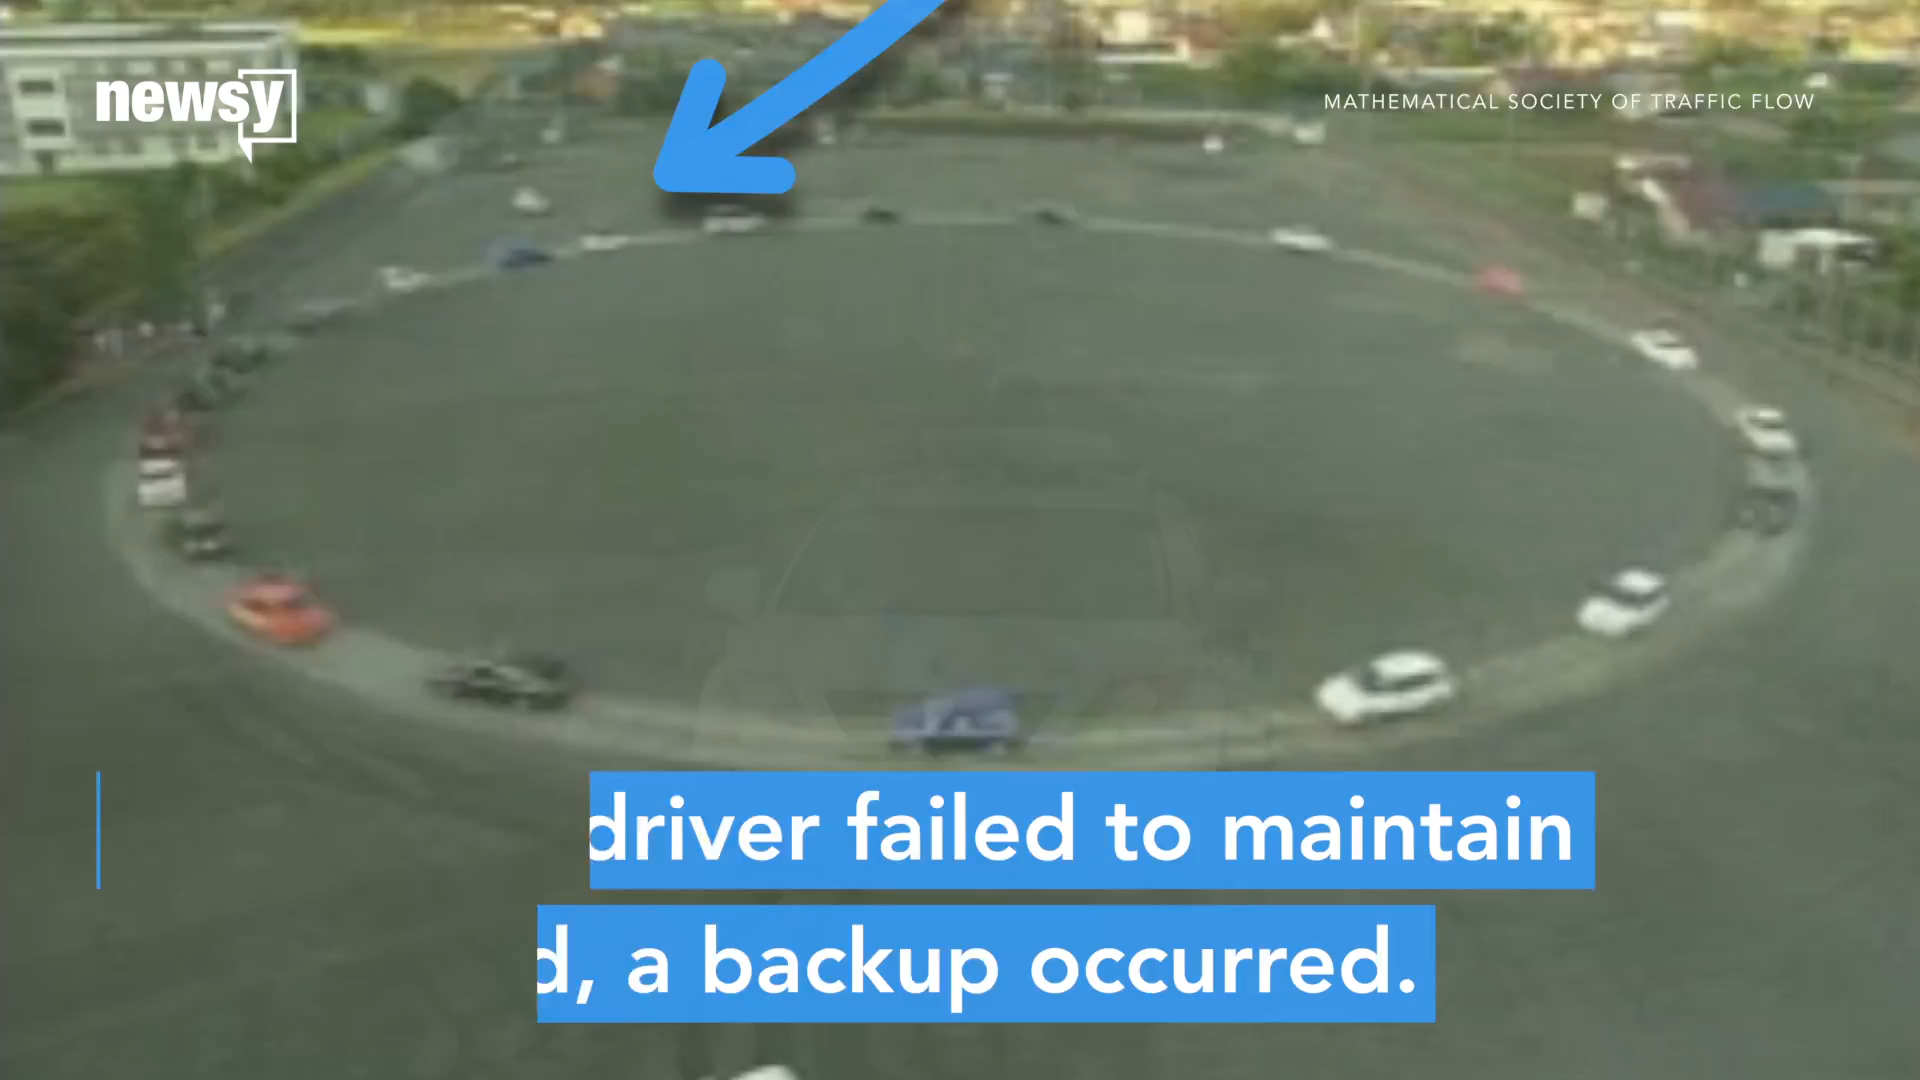 newsy
MATHEMATICAL SOCIETY OF TRAFFIC FLOW
driver failed to maintain
d, a backup occurred.